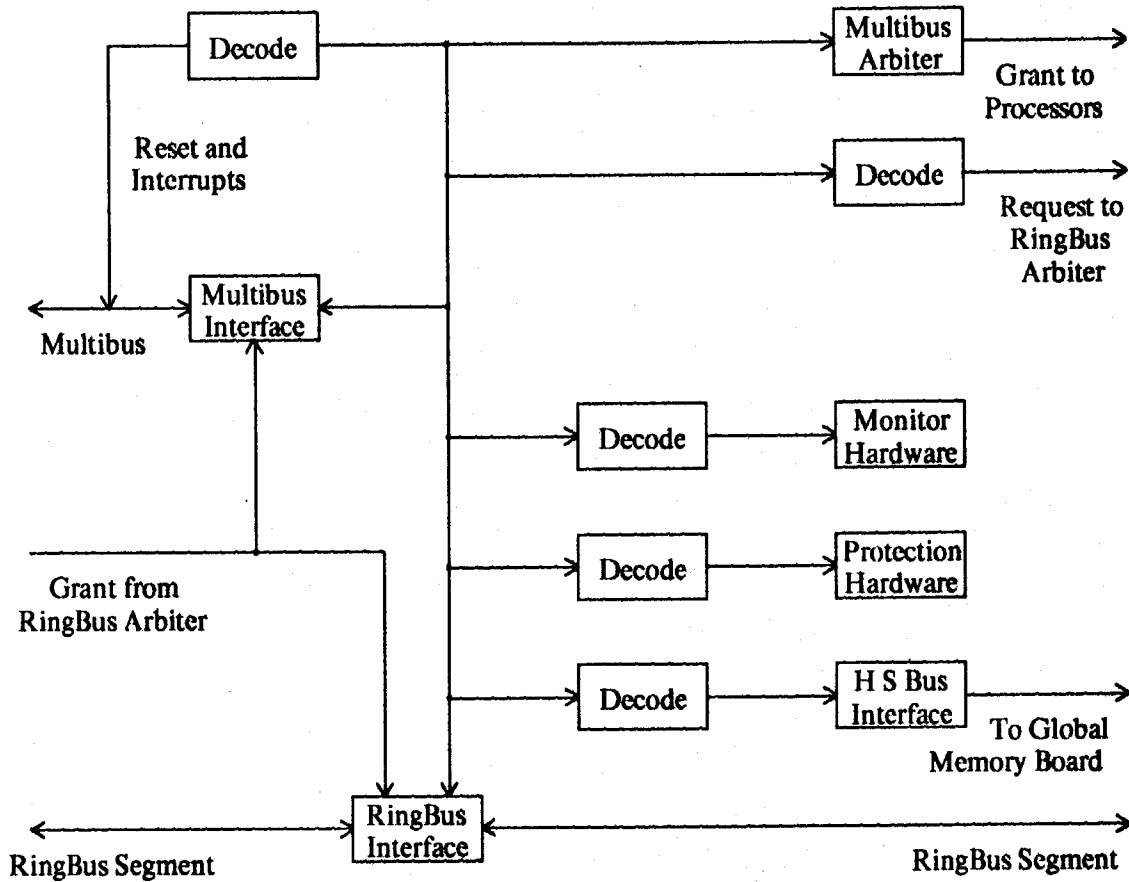 Decode
Multibus
Arbiter
Grant to
Processors
Reset and
Interrupts
Decode
Request to
RingBus
Arbiter
Multibus
Interface
Multibus
Decode
Monitor
Hardware
Grant from
RingBus Arbiter
Decode
Protection
Hardware
Decode
H S Bus
Interface
To Global
Memory Board
RingBus
Interface
RingBus Segment
RingBus Segment